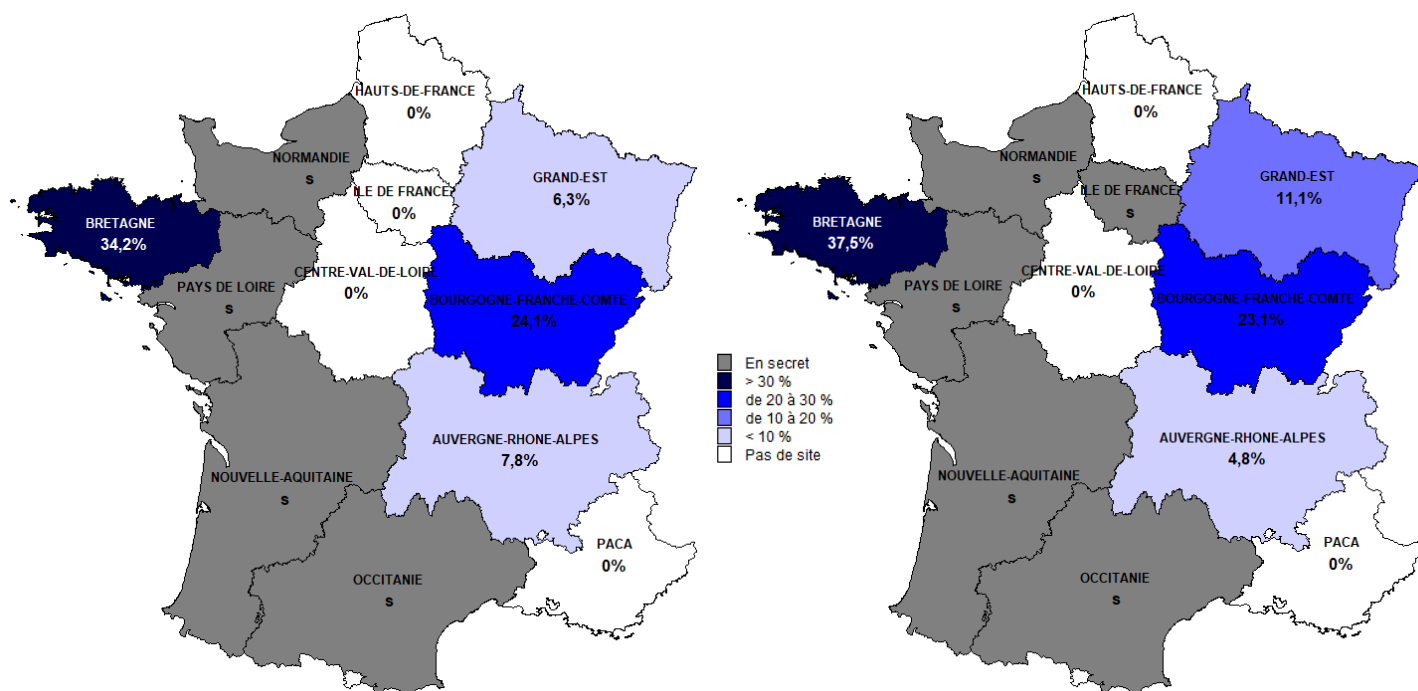 HAUTS-DE-FRANCE
0%
NORMANDIE
s
ILE DE FRANCE
0%
GRAND-EST
6,3%
BRETAGNE
34,2%
PAYS DE LOIRE
s
CENTRE-VAL-DE-LOIRE
0%
BOURGOGNE-FRANCHE-COMTE
24,1%
AUVERGNE-RHONE-ALPES
7,8%
NOUVELLE-AQUITAINE
s
OCCITANIE
s
PACA
0%
En secret
> 30 %
de 20 à 30 %
de 10 à 20 %
< 10 %
Pas de site
HAUTS-DE-FRANCE
0%
NORMANDIE
s
ILE DE FRANCE
s
GRAND-EST
11,1%
BRETAGNE
37,5%
PAYS DE LOIRE
s
CENTRE-VAL-DE-LOIRE
0%
BOURGOGNE-FRANCHE-COMTE
23,1%
AUVERGNE-RHONE-ALPES
4,8%
NOUVELLE-AQUITAINE
s
OCCITANIE
s
PACA
0%